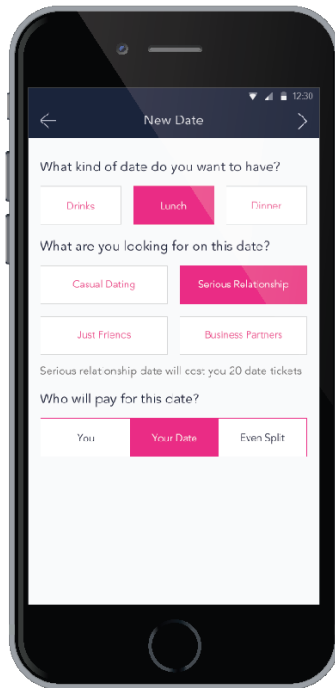 12:30
New Date
What kind of date do you want to have?
Drinks Lunch Dinner
What are you looking for on this date?
Casual Dating Serious Relationship
Just Friends Business Partners
Serious relationship date will cost you 20 date tickets
Who will pay for this date?
You Your Date Even Split